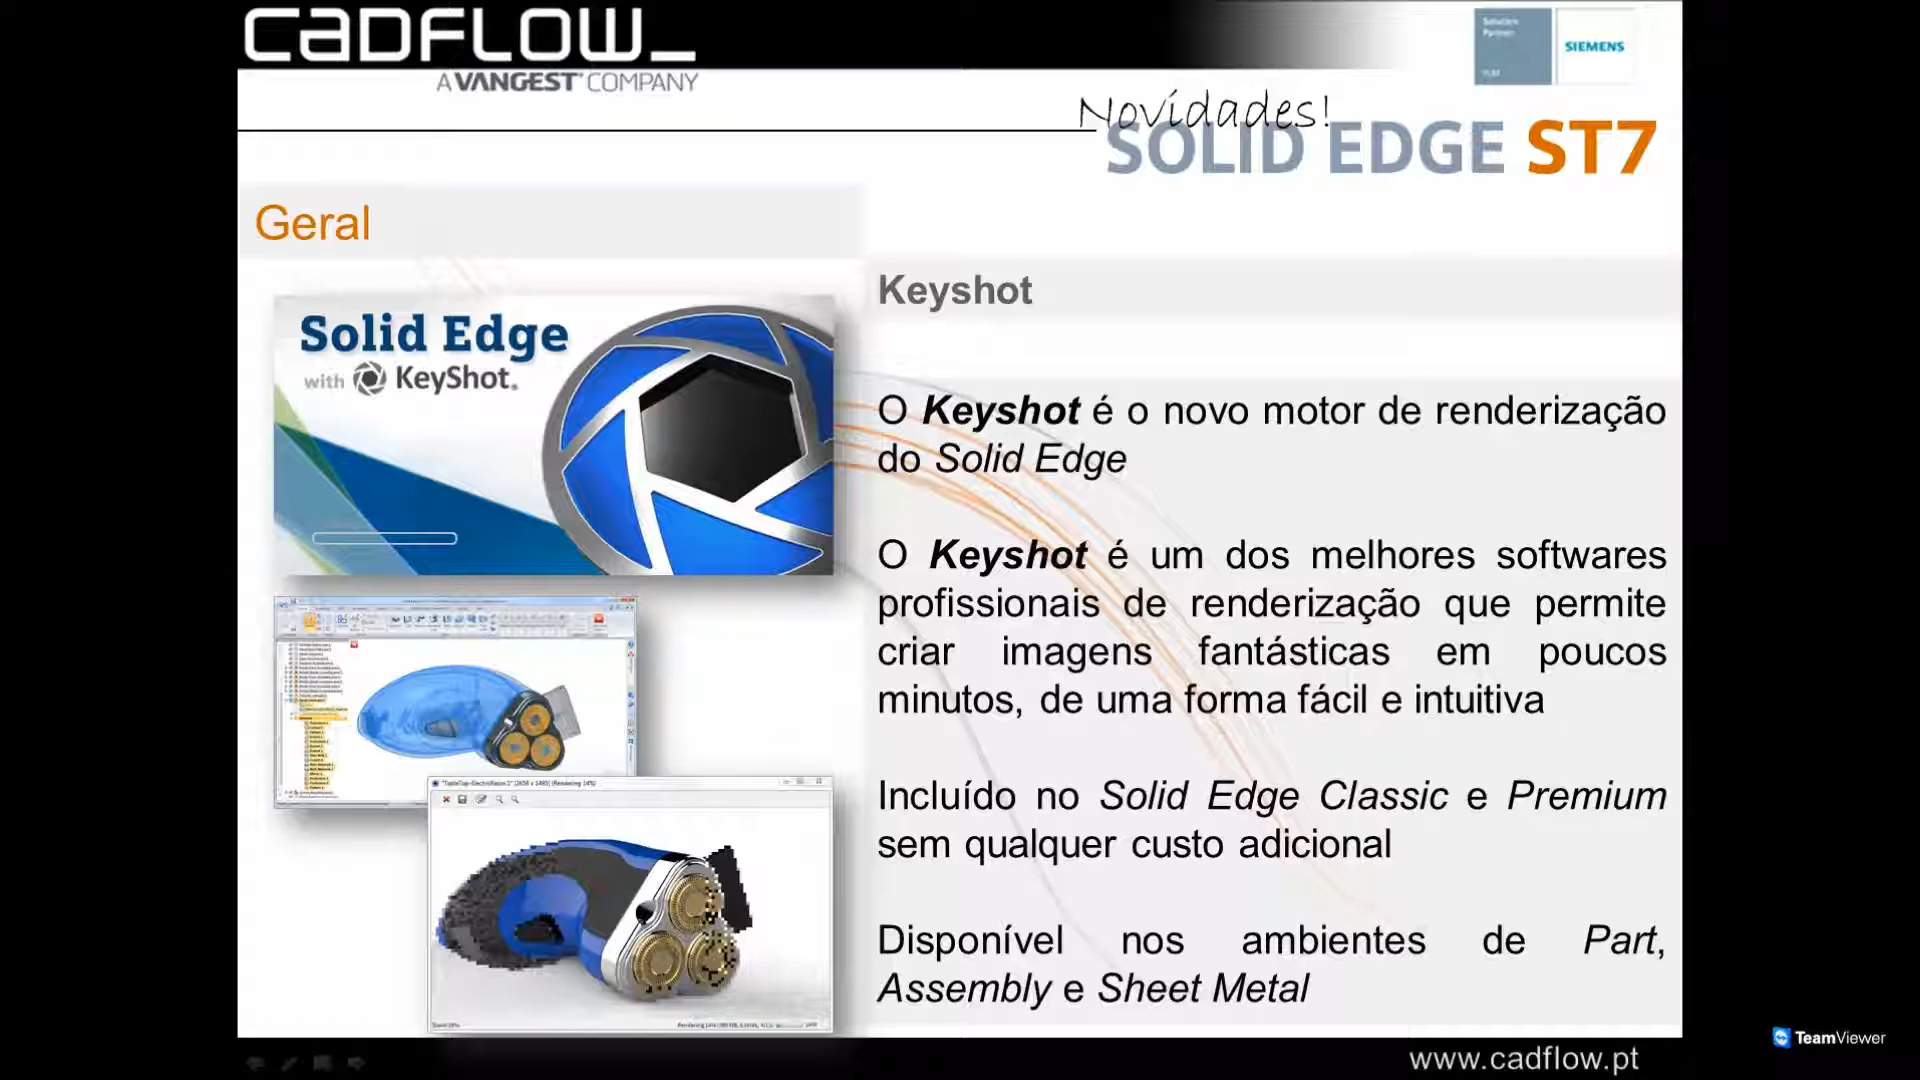 CADFLOW_
A VANGEST COMPANY
Solution
Partner
PLM
SIEMENS
Novidades!
SOLID EDGE ST7
Geral
Keyshot
Solid Edge
with KeyShot.
O Keyshot é o novo motor de renderização
do Solid Edge
O Keyshot é um dos melhores softwares
profissionais de renderização que permite
criar imagens fantásticas em poucos
minutos, de uma forma fácil e intuitiva
Incluído no Solid Edge Classic e Premium
sem qualquer custo adicional
Disponível nos ambientes de Part,
Assembly e Sheet Metal
TeamViewer
www.cadflow.pt